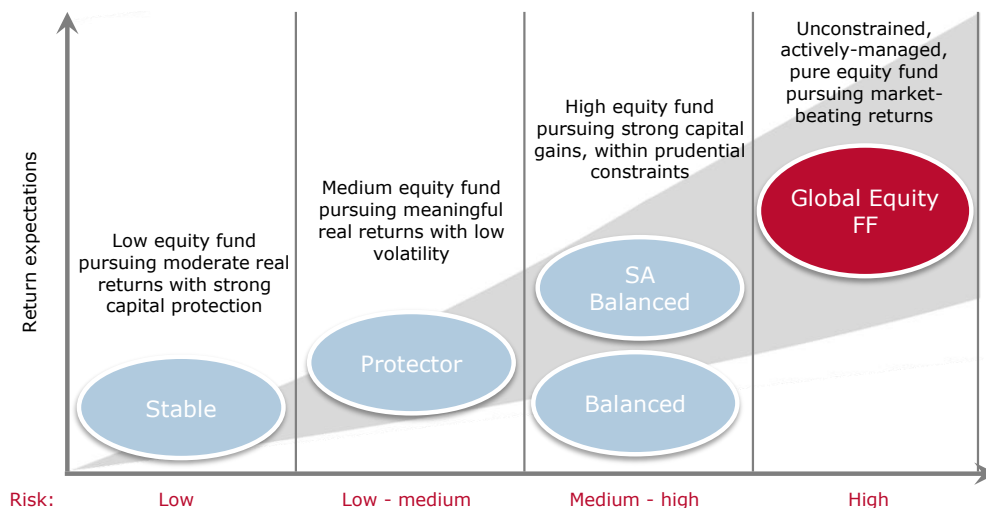 Return expectations
Low equity fund
pursuing moderate real
returns with strong
capital protection
Stable
Medium equity fund
pursuing meaningful
real returns with low
volatility
Protector
High equity fund
pursuing strong capital
gains, within prudential
constraints
SA
Balanced
Balanced
Unconstrained,
actively-managed,
pure equity fund
pursuing market-
beating returns
Global Equity
FF
Risk:
Low
Low - medium
Medium - high
High